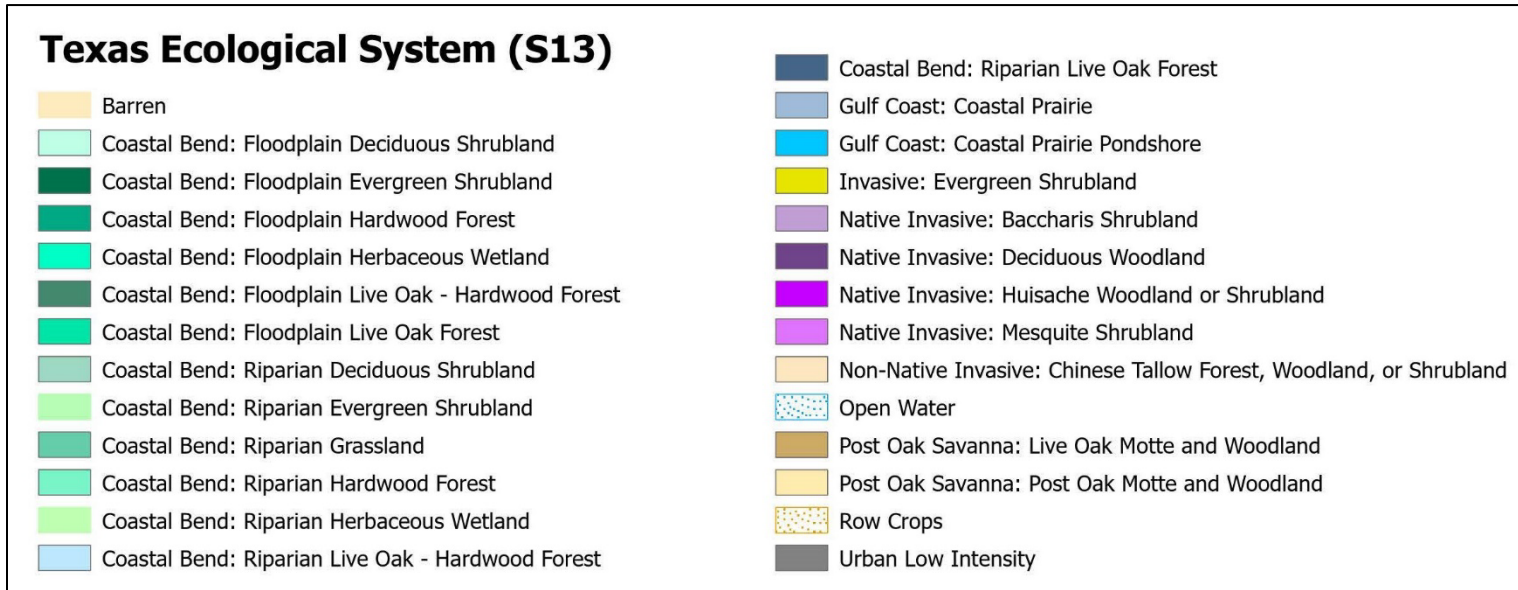 Texas Ecological System (S13)
Barren
Coastal Bend: Floodplain Deciduous Shrubland
Coastal Bend: Floodplain Evergreen Shrubland
Coastal Bend: Floodplain Hardwood Forest
Coastal Bend: Floodplain Herbaceous Wetland
Coastal Bend: Floodplain Live Oak - Hardwood Forest
Coastal Bend: Floodplain Live Oak Forest
Coastal Bend: Riparian Deciduous Shrubland
Coastal Bend: Riparian Evergreen Shrubland
Coastal Bend: Riparian Grassland
Coastal Bend: Riparian Hardwood Forest
Coastal Bend: Riparian Herbaceous Wetland
Coastal Bend: Riparian Live Oak - Hardwood Forest
Coastal Bend: Riparian Live Oak Forest
Gulf Coast: Coastal Prairie
Gulf Coast: Coastal Prairie Pondshore
Invasive: Evergreen Shrubland
Native Invasive: Baccharis Shrubland
Native Invasive: Deciduous Woodland
Native Invasive: Huisache Woodland or Shrubland
Native Invasive: Mesquite Shrubland
Non-Native Invasive: Chinese Tallow Forest, Woodland, or Shrubland
Open Water
Post Oak Savanna: Live Oak Motte and Woodland
Post Oak Savanna: Post Oak Motte and Woodland
Row Crops
Urban Low Intensity